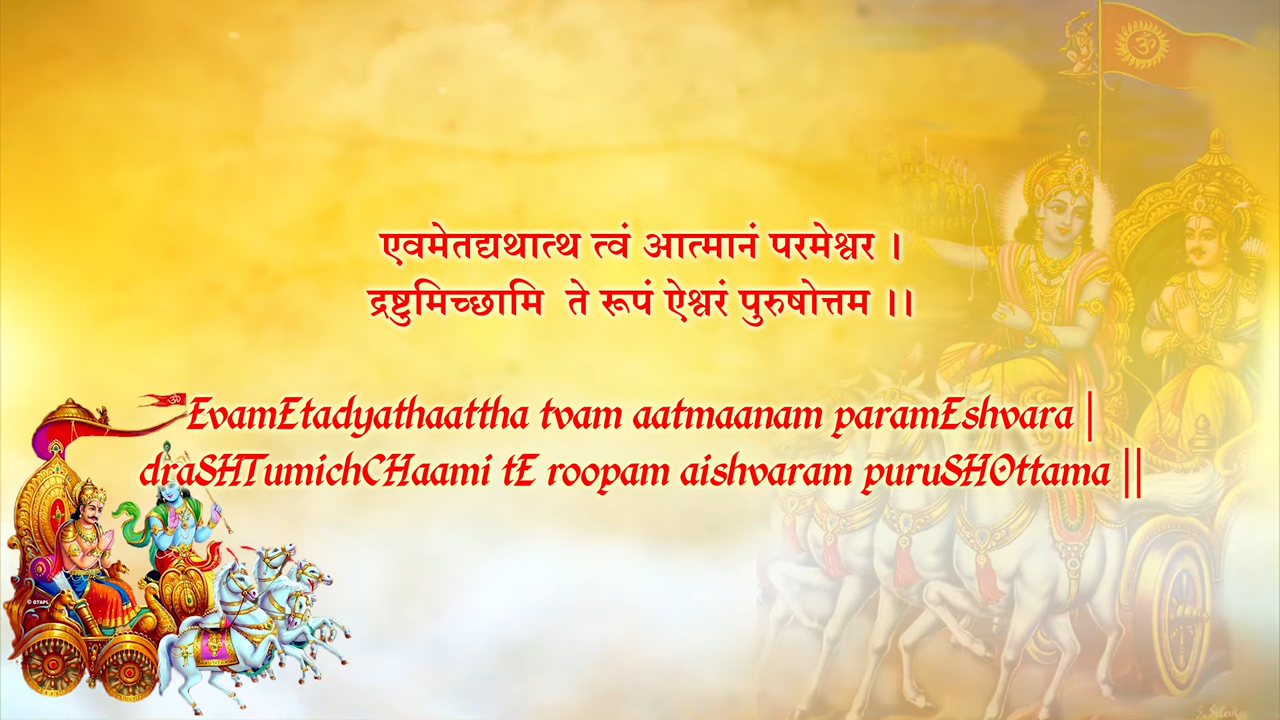 एवमेतद्यथात्थ त्वं आत्मानं परमेश्वर ।
द्रष्टुमिच्छामि ते रूपं ऐश्वरं पुरुषोत्तम ।।
EvamEtadyathaattha tvam aatmaanam paramEshvara |
draSHTumichCHaami tE roopam aishvaram puruSHOttama ||
ॐ
ॐ
© GTAPL